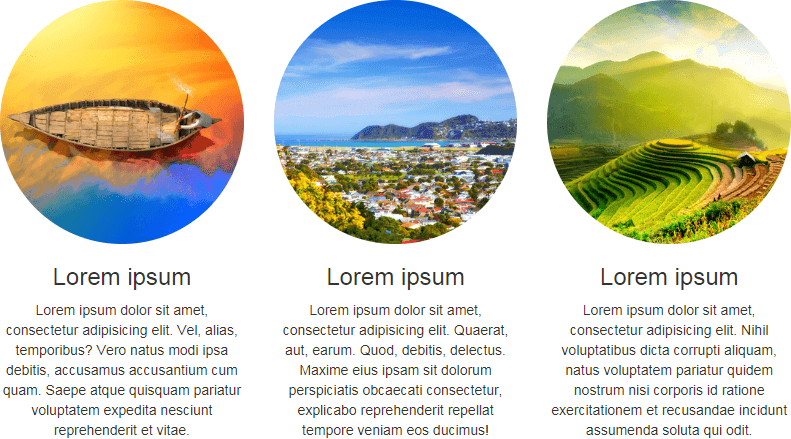 Lorem ipsum
Lorem ipsum dolor sit amet,
consectetur adipisicing elit. Vel, alias,
temporibus? Vero natus modi ipsa
debitis, accusamus accusantium cum
quam. Saepe atque quisquam pariatur
voluptatem expedita nesciunt
reprehenderit et vitae.
Lorem ipsum
Lorem ipsum dolor sit amet,
consectetur adipisicing elit. Quaerat,
aut, earum. Quod, debitis, delectus.
Maxime eius ipsam sit dolorum
perspiciatis obcaecati consectetur,
explicabo reprehenderit repellat
tempore veniam eos ducimus!
Lorem ipsum
Lorem ipsum dolor sit amet,
consectetur adipisicing elit. Nihil
voluptatibus dicta corrupti aliquam,
natus voluptatem pariatur quidem
nostrum nisi corporis id ratione
exercitationem et recusandae incidunt
assumenda soluta qui odit.